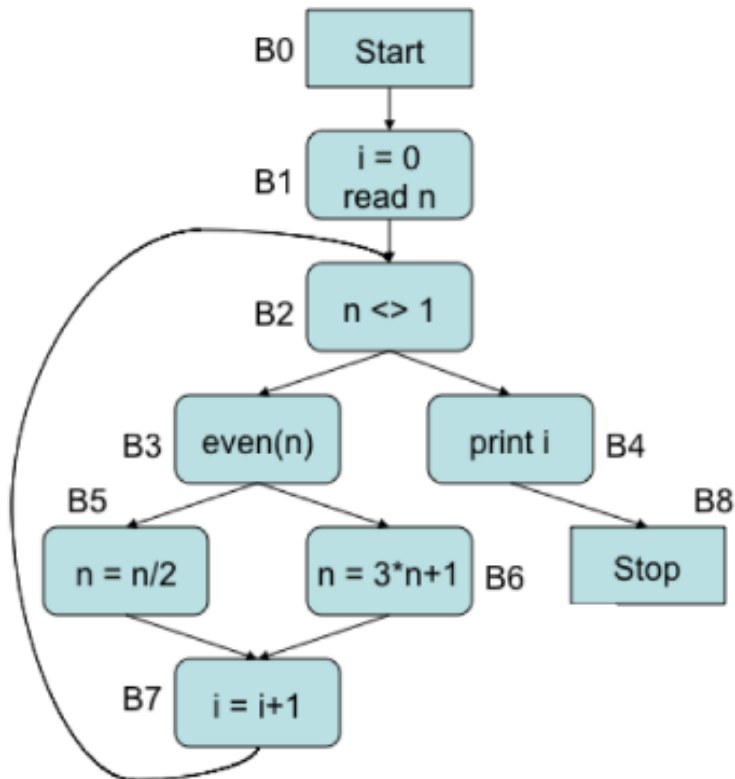 B0
Start
B1
i = 0
read n
B2
n <> 1
B3
even(n)
print i
B4
B5
B8
n = n/2
n = 3*n+1
B6
Stop
B7
i = i+1